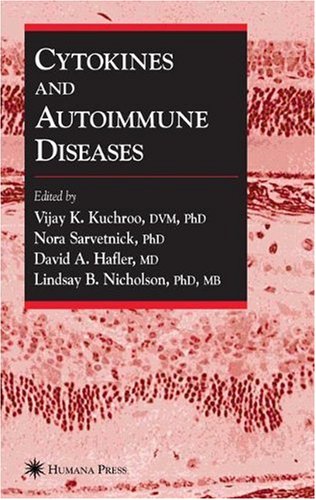 CYTOKINES
AND
AUTOIMMUNE
DISEASES
Edited by
Vijay K. Kuchroo, DVM, PhD
Nora Sarvetnick, PhD
David A. Hafler, MD
Lindsay B. Nicholson, PhD, MB
HUMANA PRESS